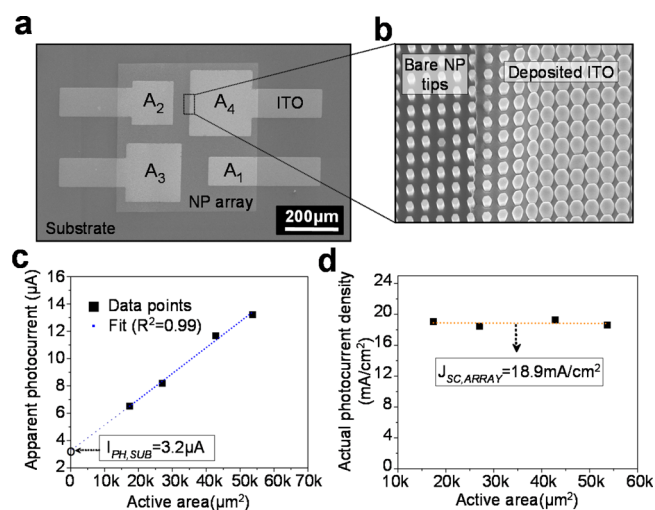 a
A₂
A₄
ITO
A₃
A₁
NP array
Substrate
200µm
b
Bare NP
tips
Deposited ITO
c
Apparent photocurrent (µA)
16
14
12
10
8
6
4
2
Data points
Fit (R²=0.99)
I_PH,SUB=3.2µA
0 10k 20k 30k 40k 50k 60k 70k
Active area(µm²)
d
Actual photocurrent density
(mA/cm²)
24
20
16
12
8
4
0
J_SC,ARRAY=18.9mA/cm²
10k 20k 30k 40k 50k 60k
Active area(µm²)